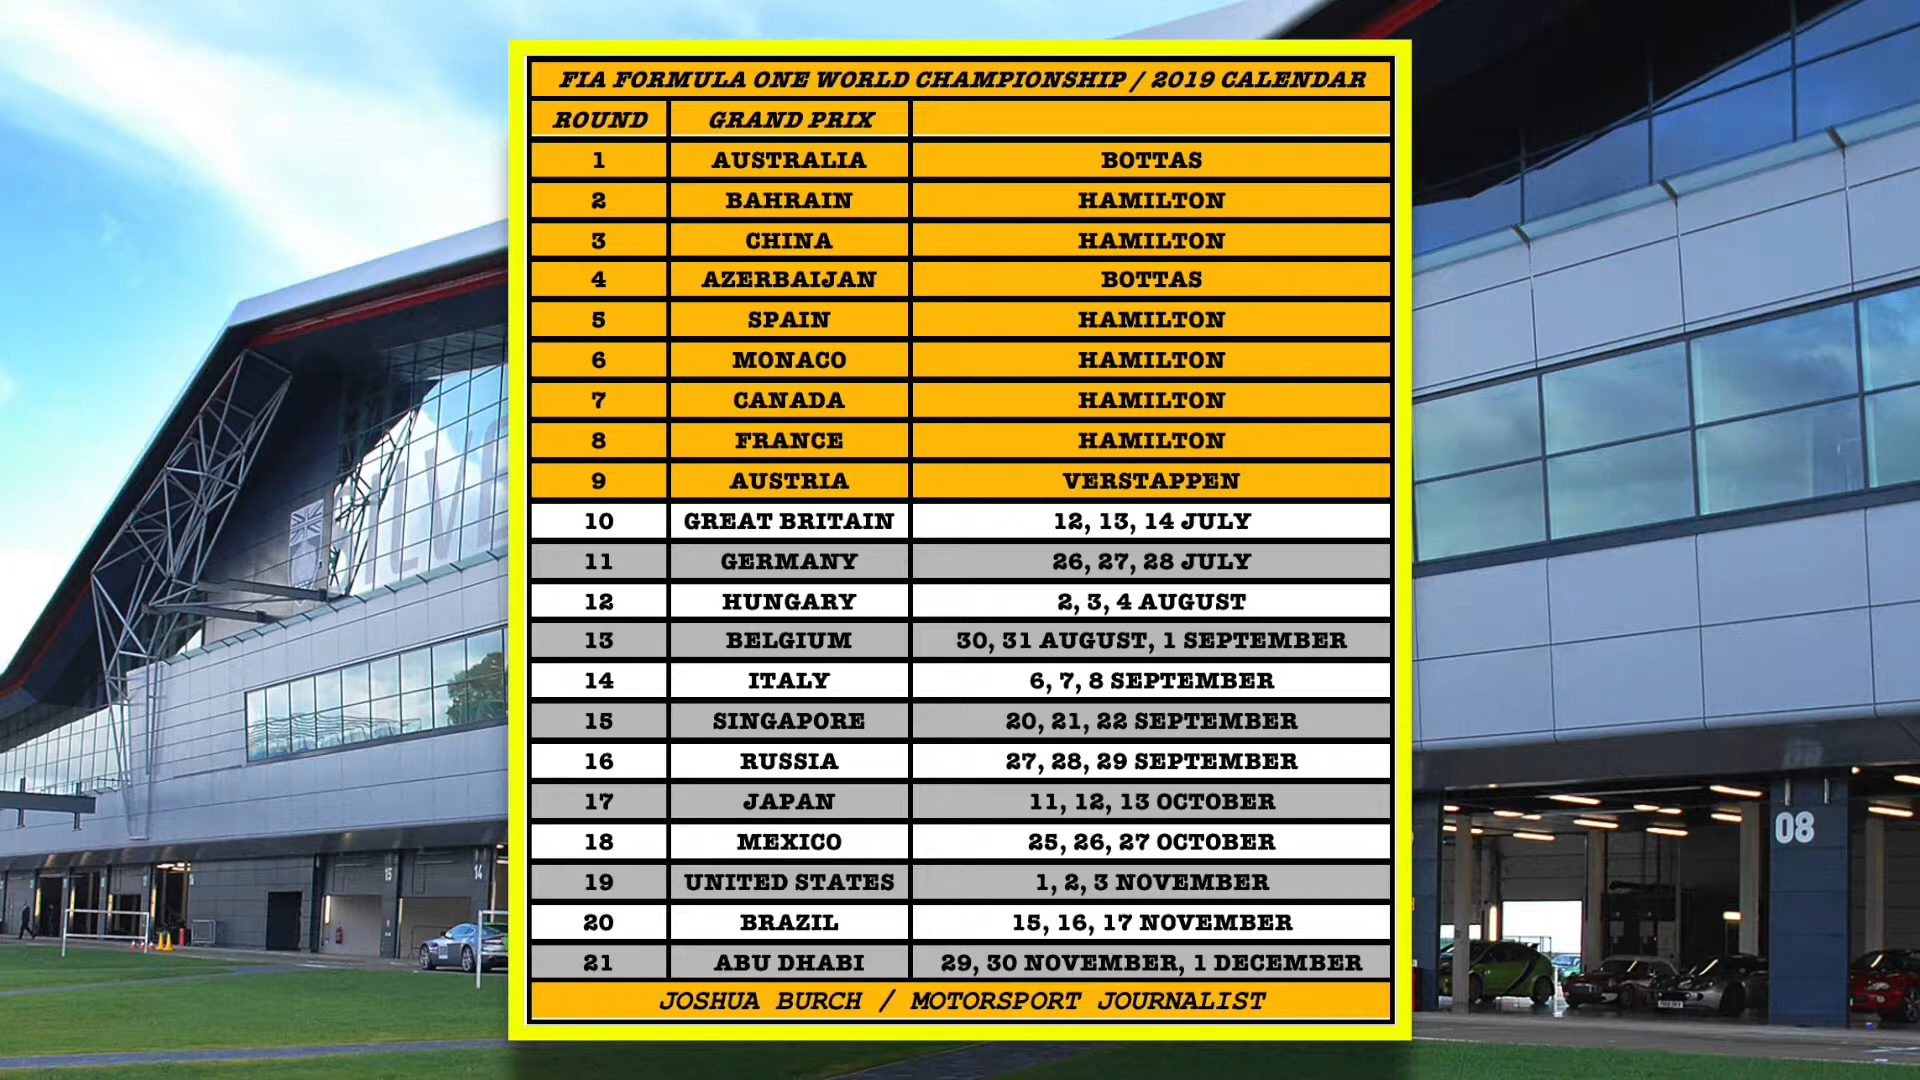 FIA FORMULA ONE WORLD CHAMPIONSHIP / 2019 CALENDAR
ROUND GRAND PRIX
1 AUSTRALIA BOTTAS
2 BAHRAIN HAMILTON
3 CHINA HAMILTON
4 AZERBAIJAN BOTTAS
5 SPAIN HAMILTON
6 MONACO HAMILTON
7 CANADA HAMILTON
8 FRANCE HAMILTON
9 AUSTRIA VERSTAPPEN
10 GREAT BRITAIN 12, 13, 14 JULY
11 GERMANY 26, 27, 28 JULY
12 HUNGARY 2, 3, 4 AUGUST
13 BELGIUM 30, 31 AUGUST, 1 SEPTEMBER
14 ITALY 6, 7, 8 SEPTEMBER
15 SINGAPORE 20, 21, 22 SEPTEMBER
16 RUSSIA 27, 28, 29 SEPTEMBER
17 JAPAN 11, 12, 13 OCTOBER
18 MEXICO 25, 26, 27 OCTOBER
19 UNITED STATES 1, 2, 3 NOVEMBER
20 BRAZIL 15, 16, 17 NOVEMBER
21 ABU DHABI 29, 30 NOVEMBER, 1 DECEMBER
JOSHUA BURCH / MOTORSPORT JOURNALIST
SILVE
08
15
14